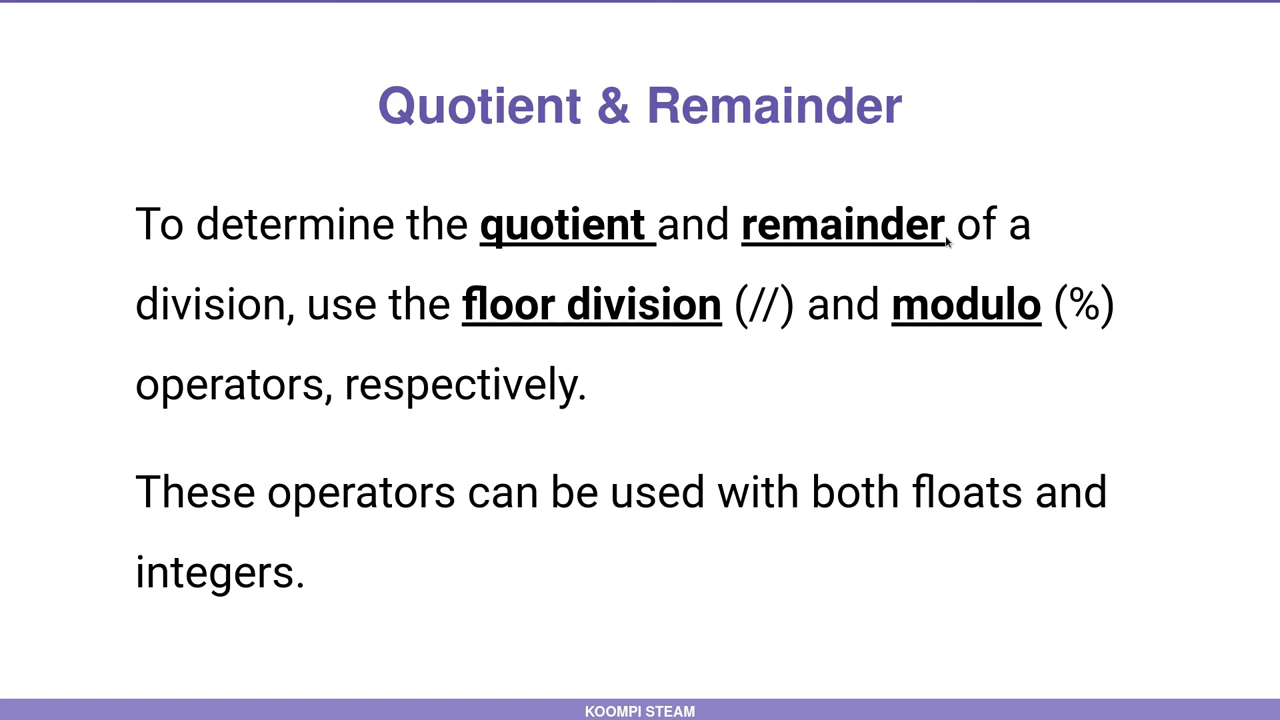 Quotient & Remainder
To determine the quotient and remainder of a
division, use the floor division (//) and modulo (%)
operators, respectively.
These operators can be used with both floats and
integers.
KOOMPI STEAM